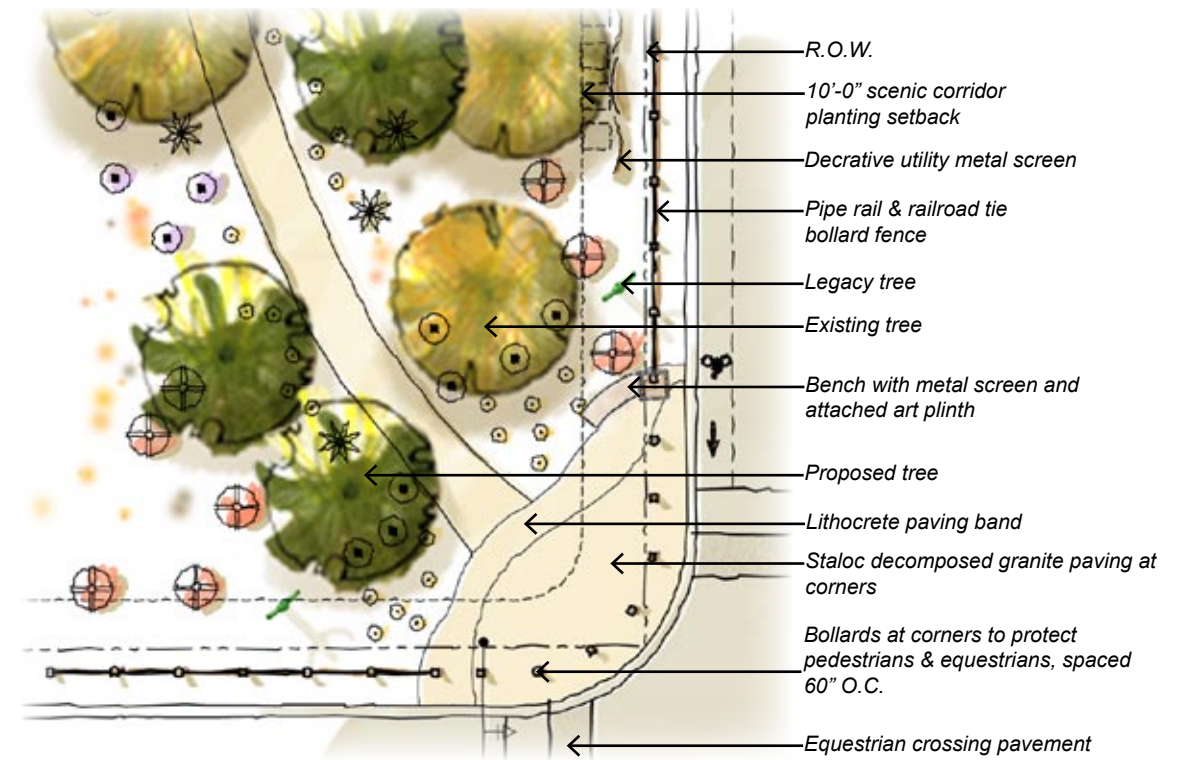 R.O.W.
10’-0” scenic corridor
planting setback
Decrative utility metal screen
Pipe rail & railroad tie
bollard fence
Legacy tree
Existing tree
Bench with metal screen and
attached art plinth
Proposed tree
Lithocrete paving band
Staloc decomposed granite paving at
corners
Bollards at corners to protect
pedestrians & equestrians, spaced
60” O.C.
Equestrian crossing pavement